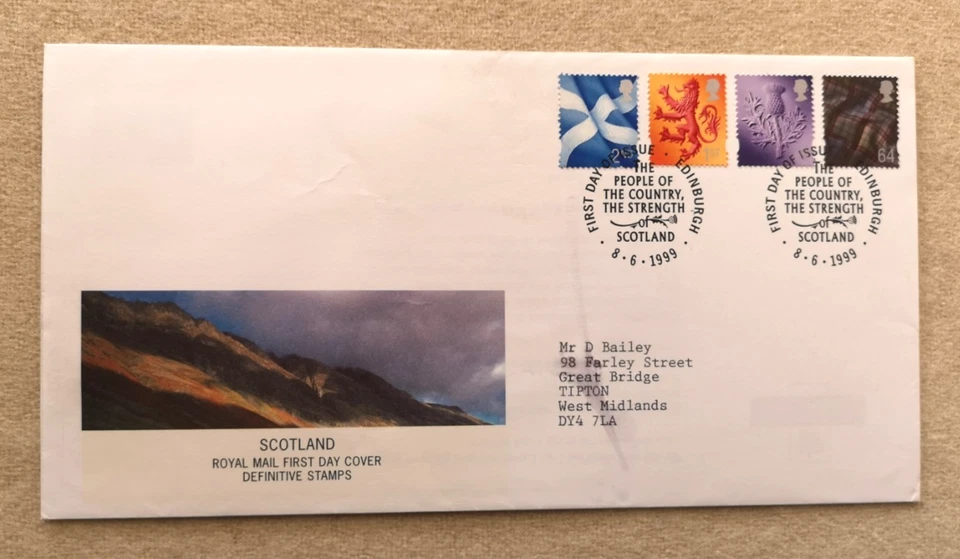 2
1st
64
FIRST DAY OF ISSUE · EDINBURGH
THE
PEOPLE OF
THE COUNTRY,
THE STRENGTH
of
SCOTLAND
· 8·6·1999 ·
FIRST DAY OF ISSUE · EDINBURGH
THE
PEOPLE OF
THE COUNTRY,
THE STRENGTH
of
SCOTLAND
· 8·6·1999 ·
Mr D Bailey
98 Farley Street
Great Bridge
TIPTON
West Midlands
DY4 7LA
SCOTLAND
ROYAL MAIL FIRST DAY COVER
DEFINITIVE STAMPS